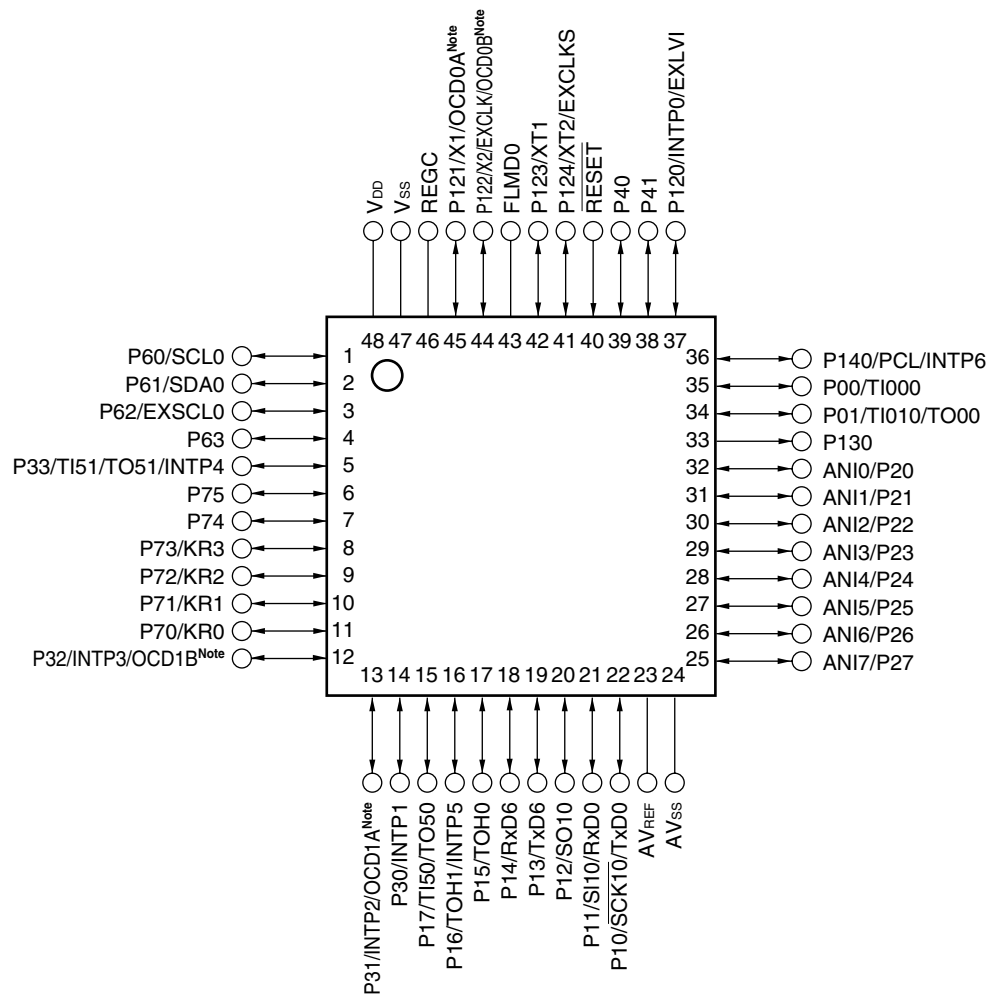 VDD
VSS
REGC
P121/X1/OCD0ANote
P122/X2/EXCLK/OCD0BNote
FLMD0
P123/XT1
P124/XT2/EXCLKS
RESET
P40
P41
P120/INTP0/EXLVI
48 47 46 45 44 43 42 41 40 39 38 37
P60/SCL0 1
P61/SDA0 2
P62/EXSCL0 3
P63 4
P33/TI51/TO51/INTP4 5
P75 6
P74 7
P73/KR3 8
P72/KR2 9
P71/KR1 10
P70/KR0 11
P32/INTP3/OCD1BNote 12
36 P140/PCL/INTP6
35 P00/TI000
34 P01/TI010/TO00
33 P130
32 ANI0/P20
31 ANI1/P21
30 ANI2/P22
29 ANI3/P23
28 ANI4/P24
27 ANI5/P25
26 ANI6/P26
25 ANI7/P27
13 14 15 16 17 18 19 20 21 22 23 24
P31/INTP2/OCD1ANote
P30/INTP1
P17/TI50/TO50
P16/TOH1/INTP5
P15/TOH0
P14/RxD6
P13/TxD6
P12/SO10
P11/SI10/RxD0
P10/SCK10/TxD0
AVREF
AVSS